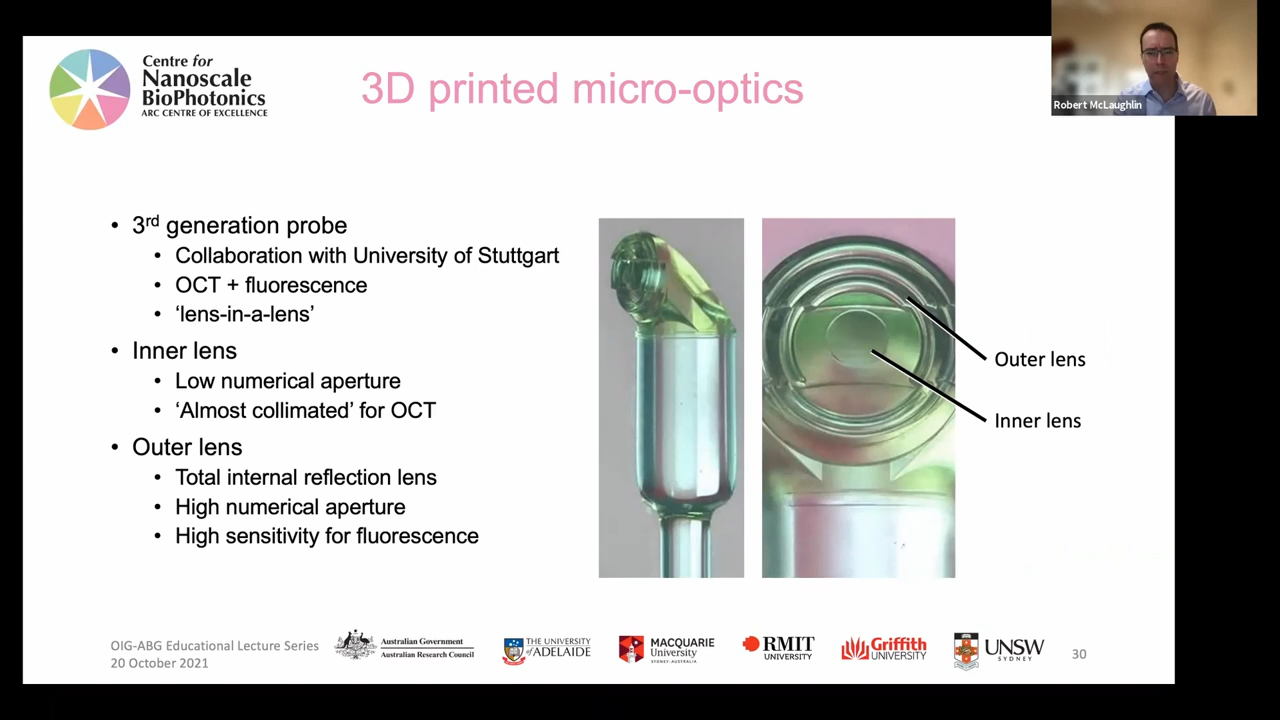 Centre for
Nanoscale
BioPhotonics
ARC CENTRE OF EXCELLENCE
3D printed micro-optics
Robert McLaughlin
• 3rd generation probe
• Collaboration with University of Stuttgart
• OCT + fluorescence
• ‘lens-in-a-lens’
• Inner lens
• Low numerical aperture
• ‘Almost collimated’ for OCT
• Outer lens
• Total internal reflection lens
• High numerical aperture
• High sensitivity for fluorescence
Outer lens
Inner lens
OIG-ABG Educational Lecture Series
20 October 2021
Australian Government
Australian Research Council
THE UNIVERSITY
of ADELAIDE
MACQUARIE
University
SYDNEY·AUSTRALIA
RMIT
UNIVERSITY
Griffith
UNIVERSITY
UNSW
SYDNEY
30